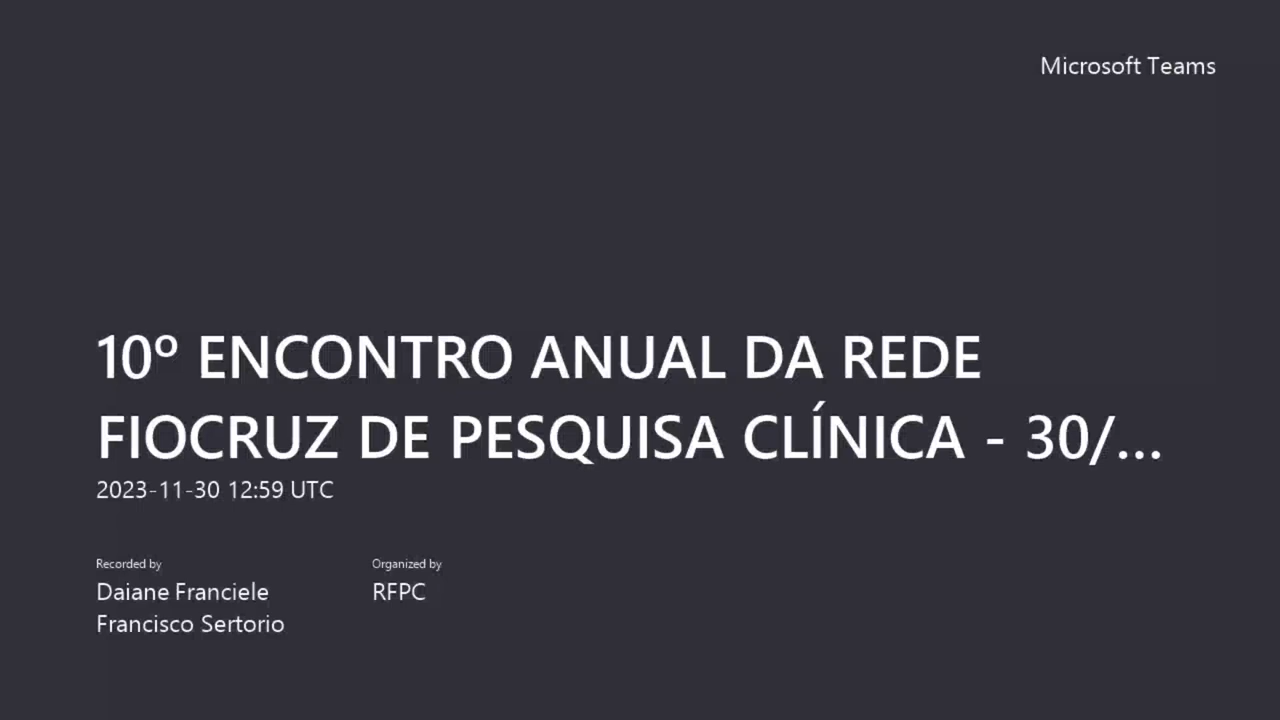 Microsoft Teams
10º ENCONTRO ANUAL DA REDE
FIOCRUZ DE PESQUISA CLÍNICA - 30/...
2023-11-30 12:59 UTC
Recorded by
Organized by
Daiane Franciele
RFPC
Francisco Sertorio